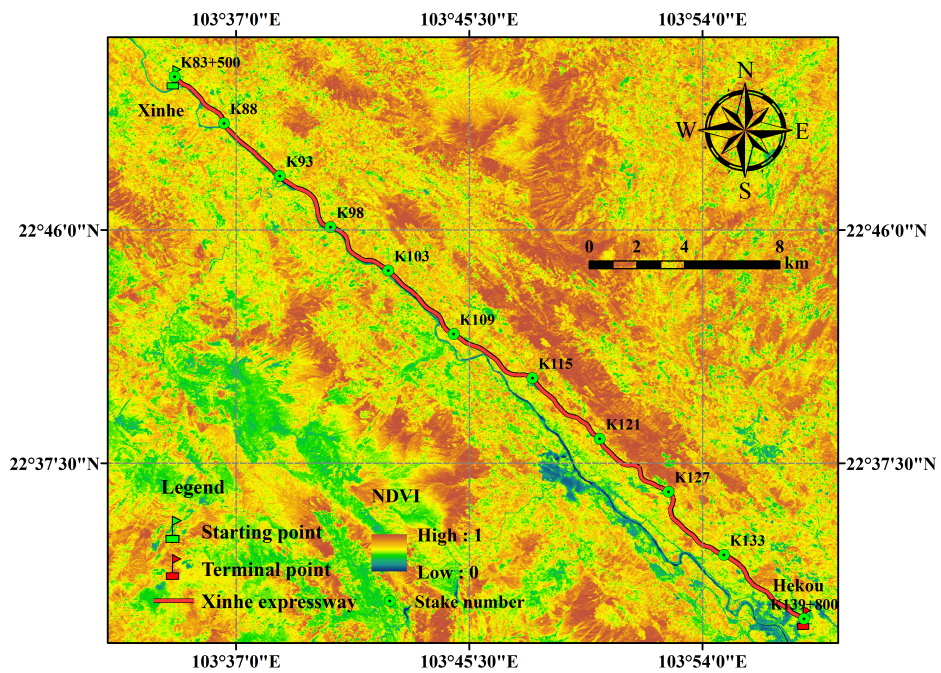 103°37'0"E 103°45'30"E 103°54'0"E
K83+500
Xinhe
K88
N
W E
S
K93
K98
22°46'0"N 22°46'0"N
0 2 4 8
km
K103
K109
K115
K121
22°37'30"N 22°37'30"N
K127
Legend
NDVI
Starting point
High : 1
K133
Terminal point
Low : 0
Hekou
Xinhe expressway
Stake number
K139+800
103°37'0"E 103°45'30"E 103°54'0"E